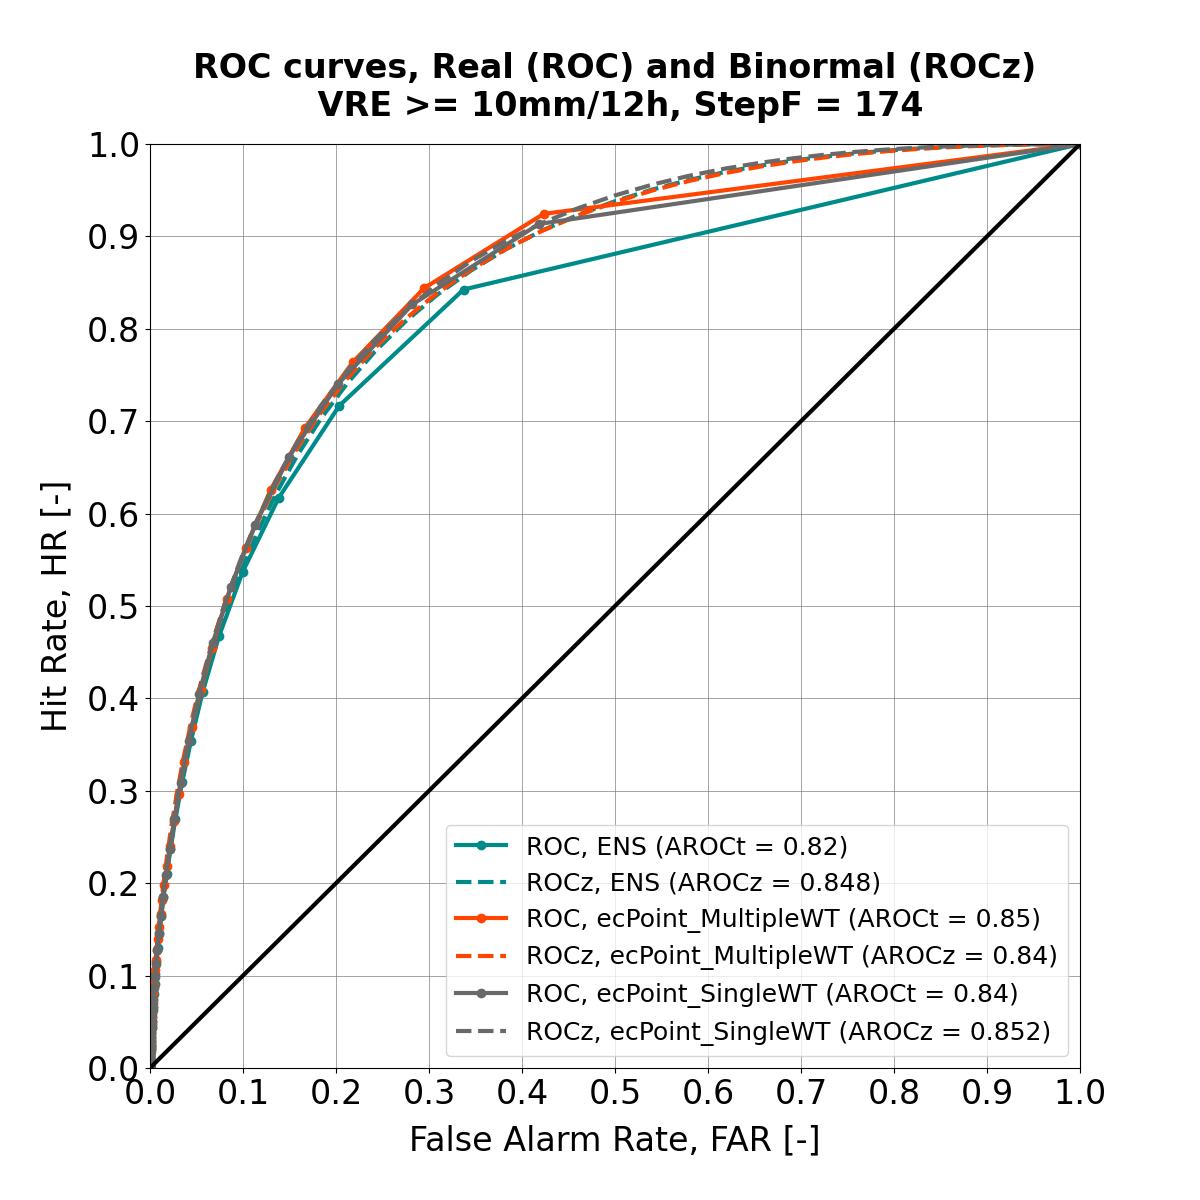 ROC curves, Real (ROC) and Binormal (ROCz)
VRE >= 10mm/12h, StepF = 174
1.0
0.9
0.8
0.7
0.6
0.5
0.4
0.3
0.2
0.1
0.0
Hit Rate, HR [-]
ROC, ENS (AROCt = 0.82)
ROCz, ENS (AROCz = 0.848)
ROC, ecPoint_MultipleWT (AROCt = 0.85)
ROCz, ecPoint_MultipleWT (AROCz = 0.84)
ROC, ecPoint_SingleWT (AROCt = 0.84)
ROCz, ecPoint_SingleWT (AROCz = 0.852)
0.0 0.1 0.2 0.3 0.4 0.5 0.6 0.7 0.8 0.9 1.0
False Alarm Rate, FAR [-]